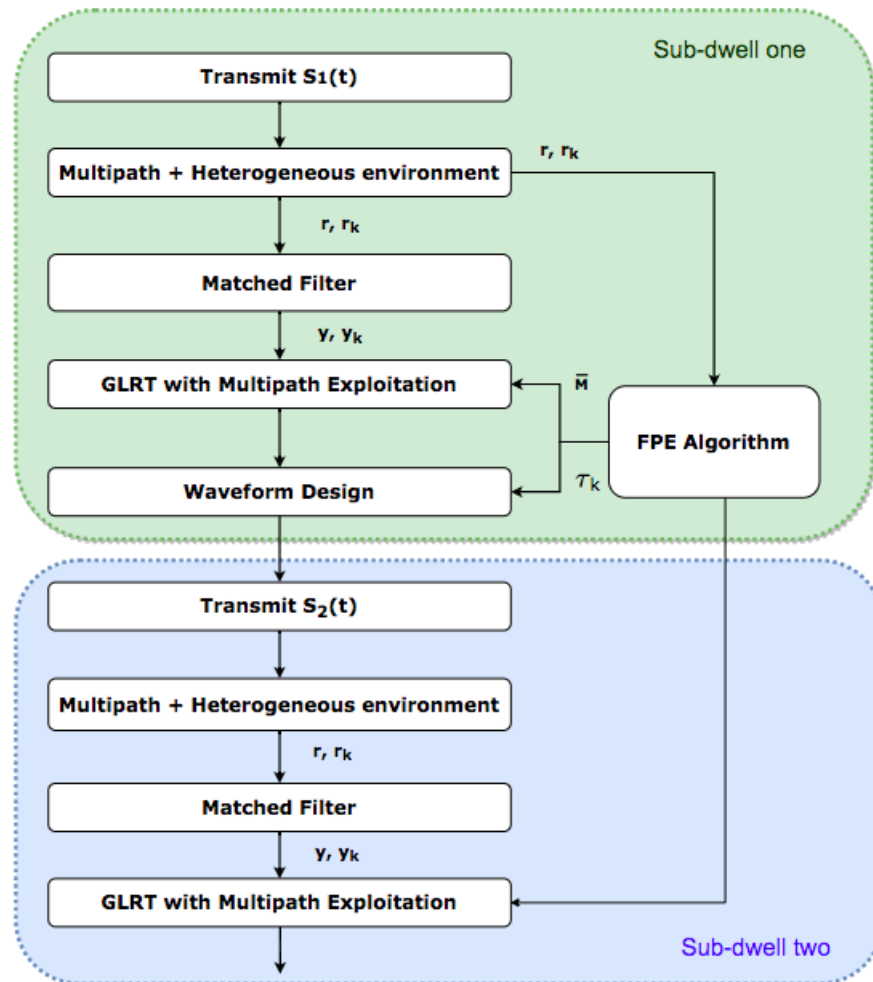 Sub-dwell one
Transmit S1(t)
Multipath + Heterogeneous environment
r, rₖ
r, rₖ
Matched Filter
y, yₖ
GLRT with Multipath Exploitation
M̄
FPE Algorithm
τₖ
Waveform Design
Transmit S₂(t)
Multipath + Heterogeneous environment
r, rₖ
Matched Filter
y, yₖ
GLRT with Multipath Exploitation
Sub-dwell two